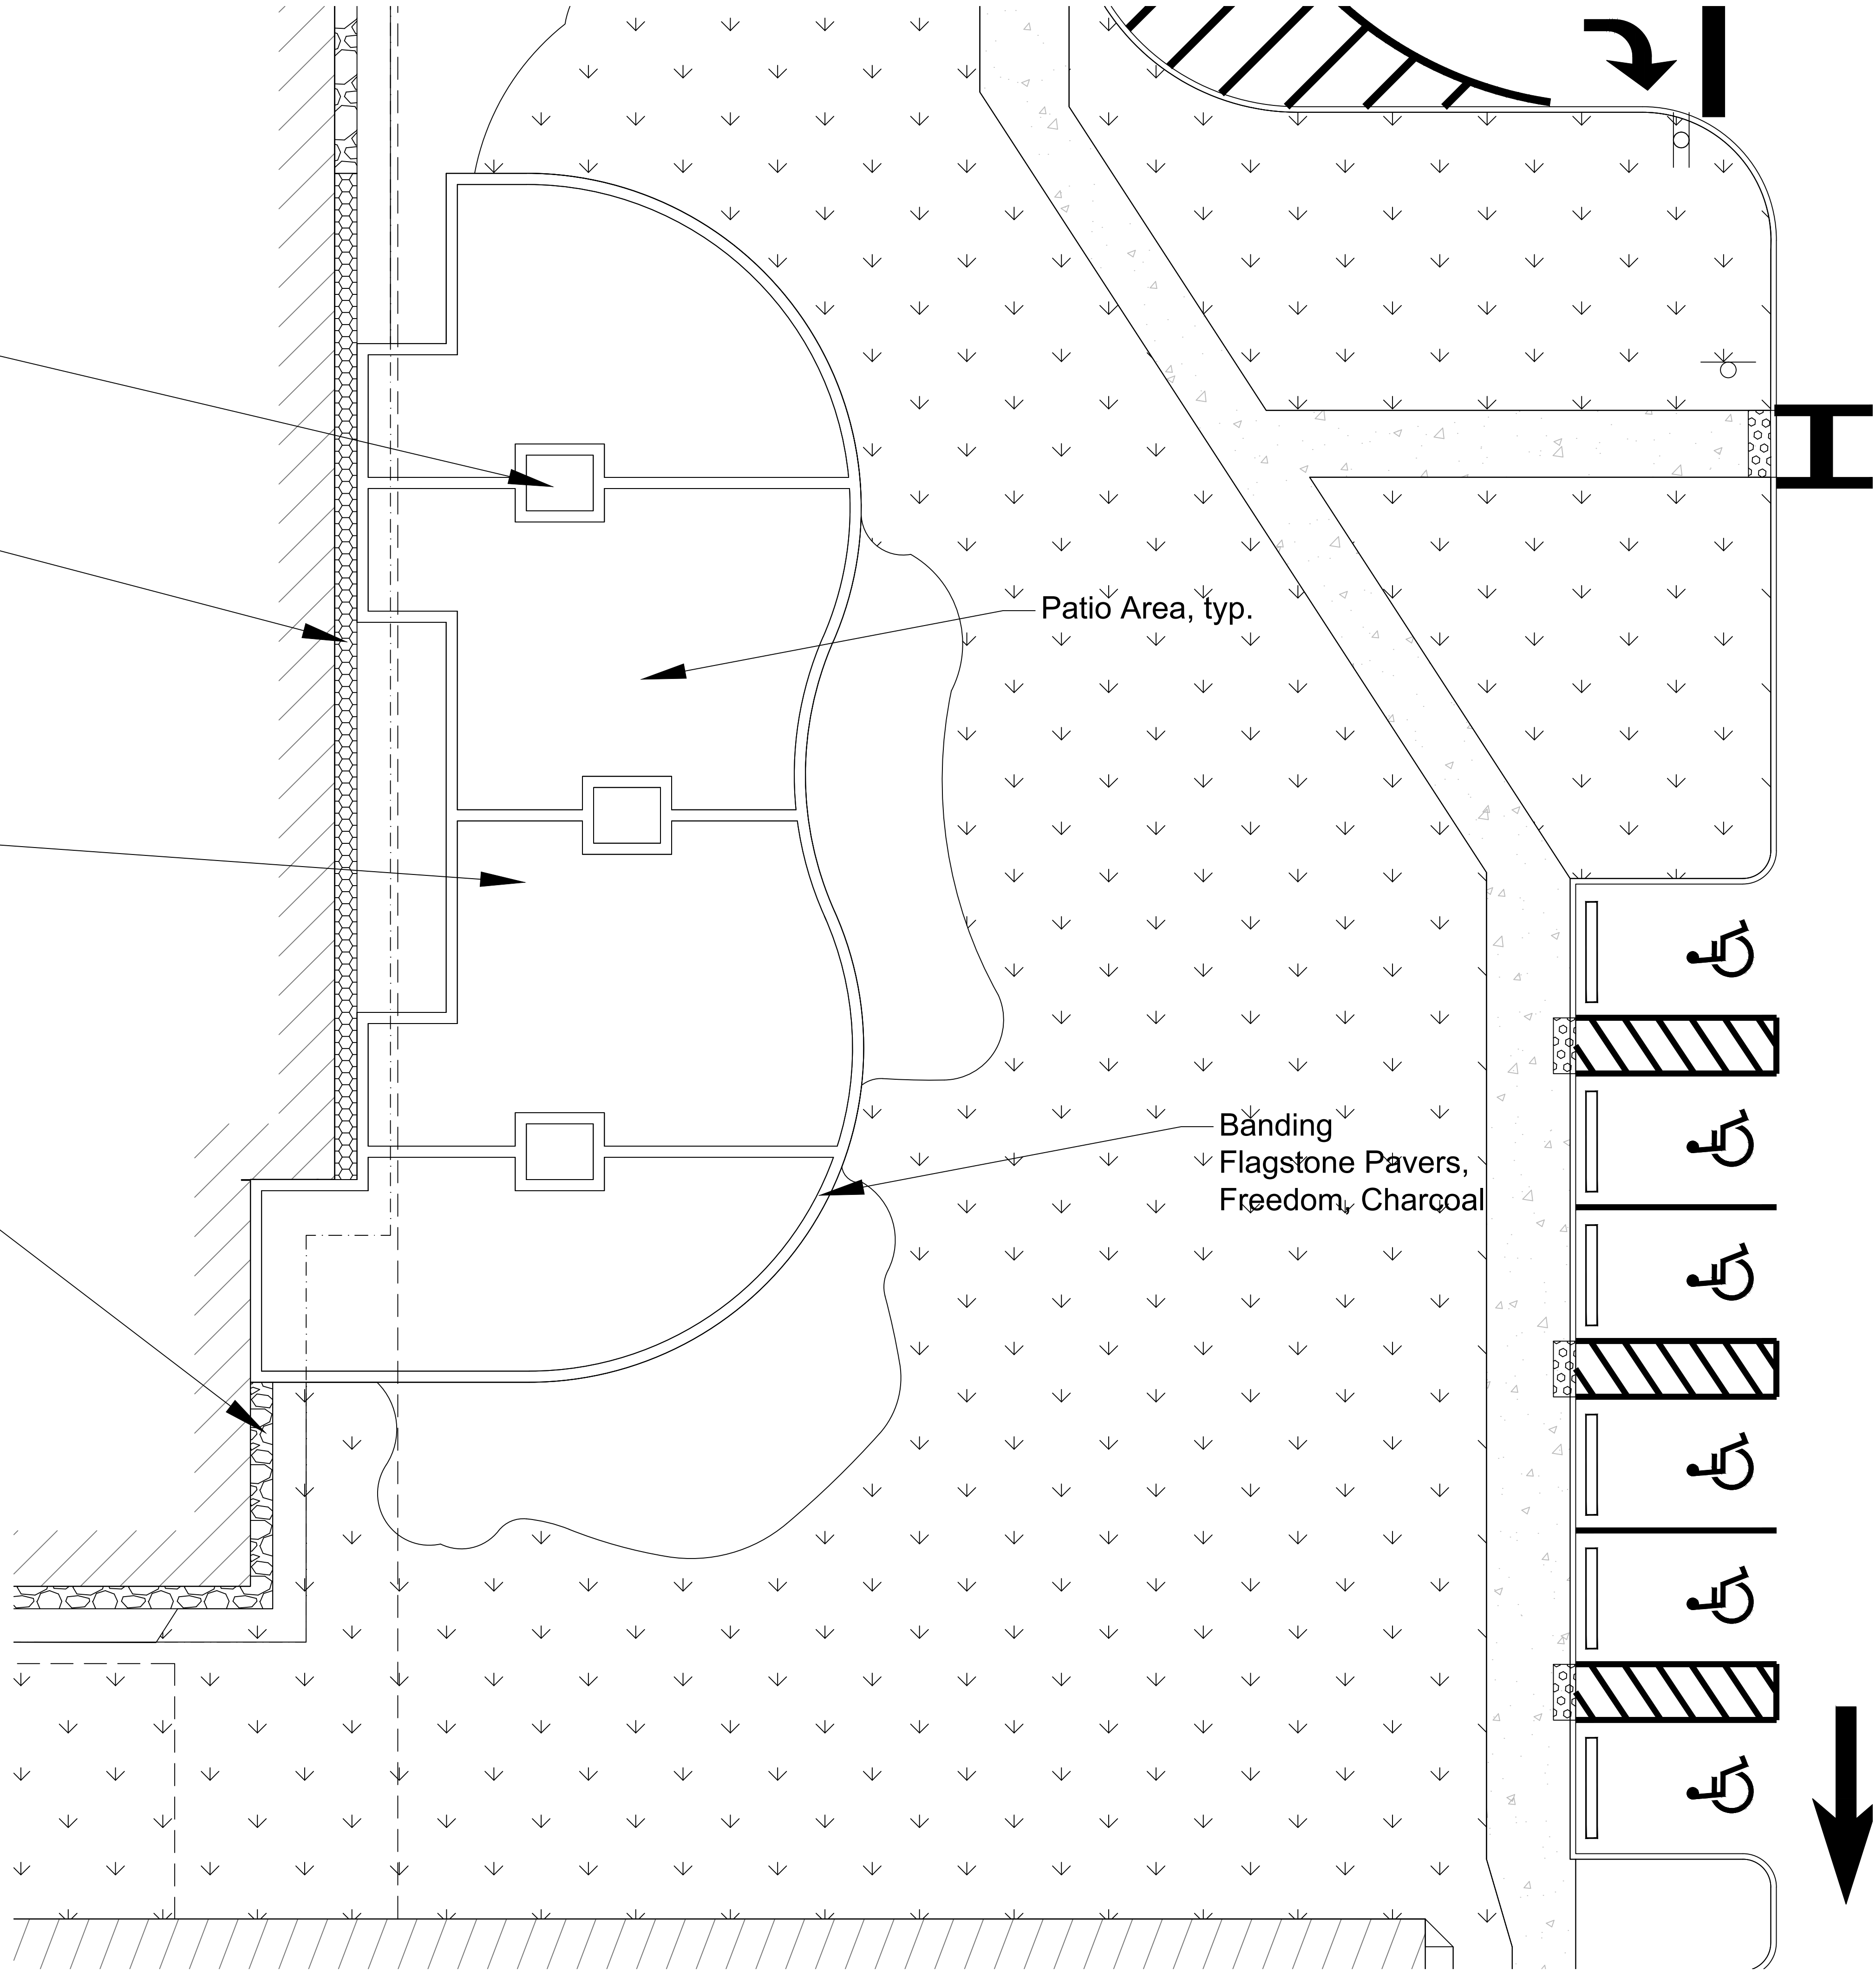 Patio Area, typ.
Banding
Flagstone Pavers,
Freedom, Charcoal